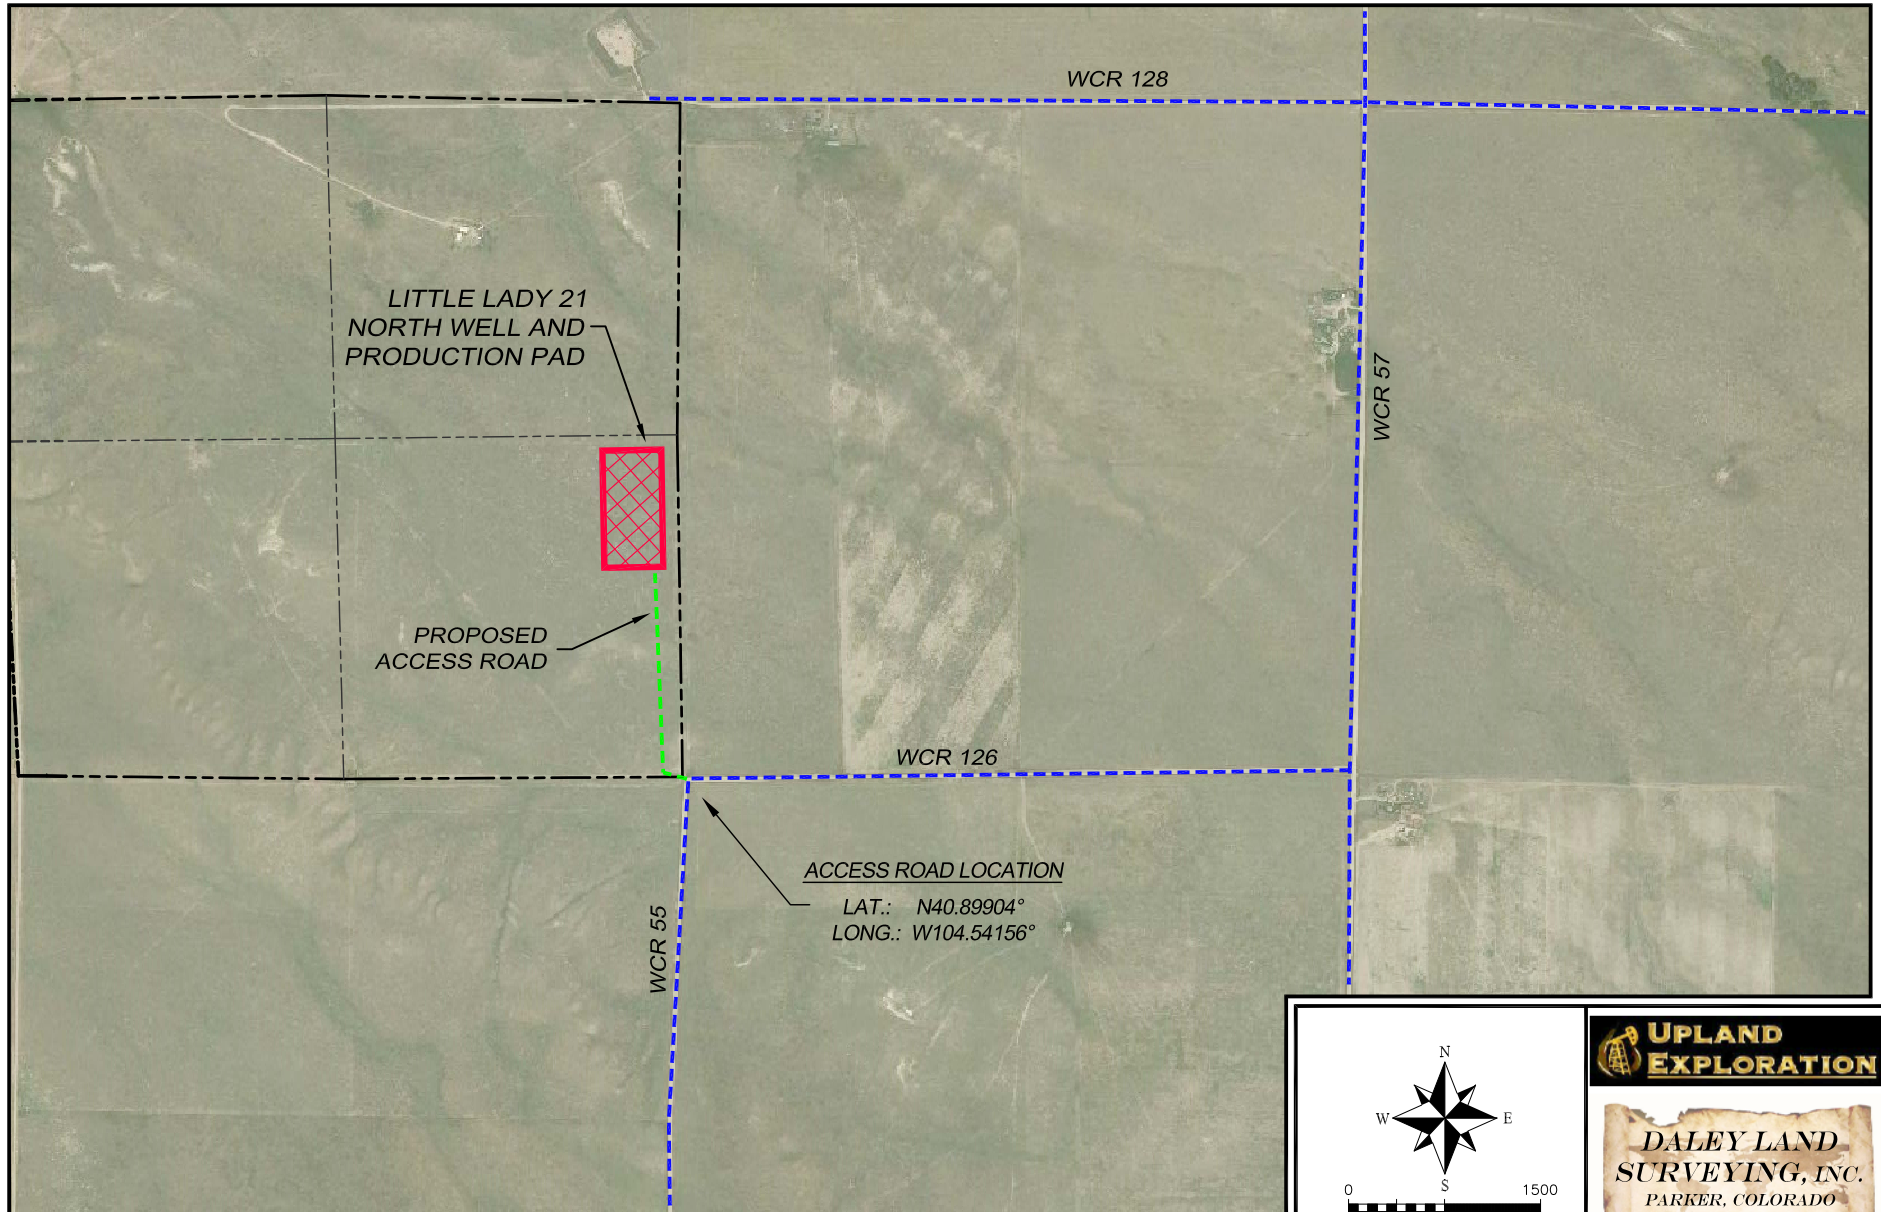 WCR 128
LITTLE LADY 21
NORTH WELL AND
PRODUCTION PAD
WCR 57
PROPOSED
ACCESS ROAD
WCR 126
ACCESS ROAD LOCATION
LAT.: N40.89904°
LONG.: W104.54156°
WCR 55
N
W E
S
0 1500
UPLAND
EXPLORATION
DALEY LAND
SURVEYING, INC.
PARKER, COLORADO